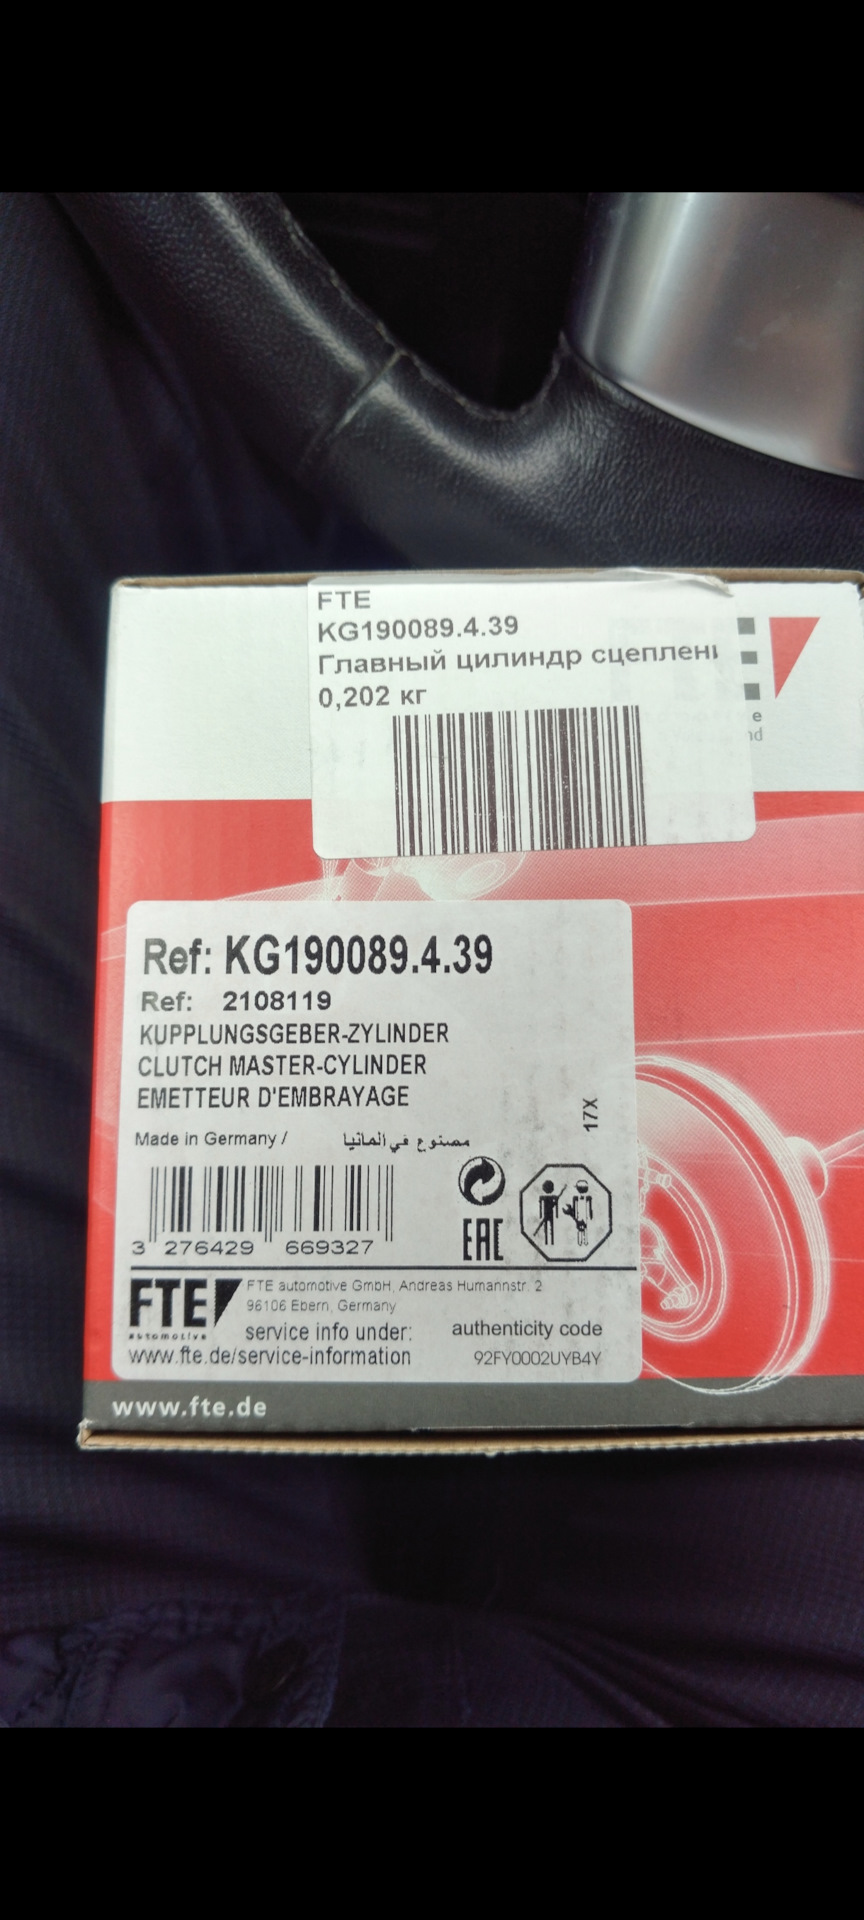 FTE
KG190089.4.39
Главный цилиндр сцеплени
0,202 кг
Ref: KG190089.4.39
Ref: 2108119
KUPPLUNGSGEBER-ZYLINDER
CLUTCH MASTER-CYLINDER
EMETTEUR D'EMBRAYAGE
17X
Made in Germany / مصنوع في المانيا
3 276429 669327
EAC
FTE automotive
FTE automotive GmbH, Andreas Humannstr. 2
96106 Ebern, Germany
service info under:
www.fte.de/service-information
authenticity code
92FY0002UYB4Y
www.fte.de